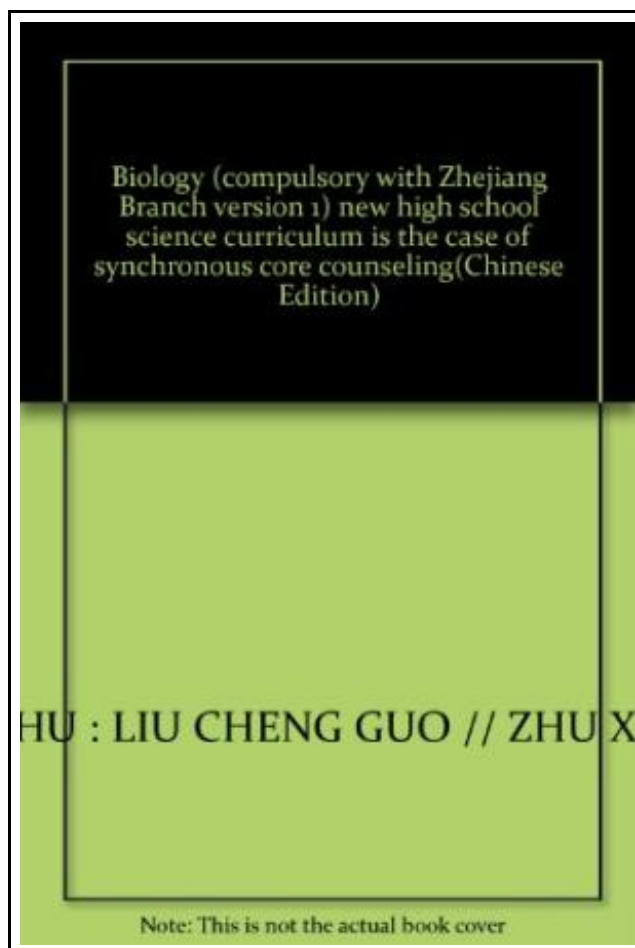 Biology (compulsory with Zhejiang
Branch version 1) new high school
science curriculum is the case of
synchronous core counseling(Chinese
Edition)
HU : LIU CHENG GUO // ZHU X
Note: This is not the actual book cover